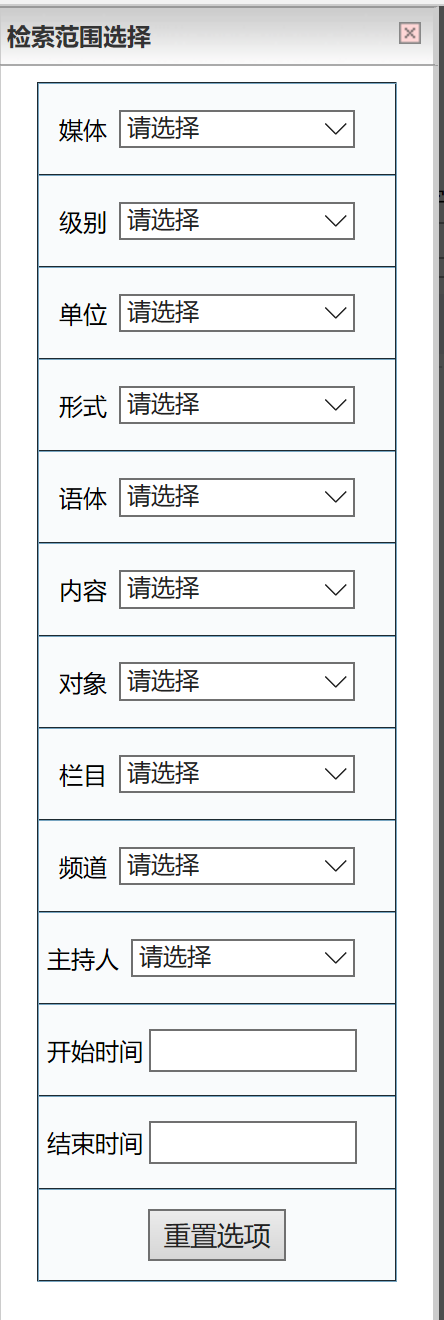 检索范围选择
媒体 请选择
级别 请选择
单位 请选择
形式 请选择
语体 请选择
内容 请选择
对象 请选择
栏目 请选择
频道 请选择
主持人 请选择
开始时间
结束时间
重置选项